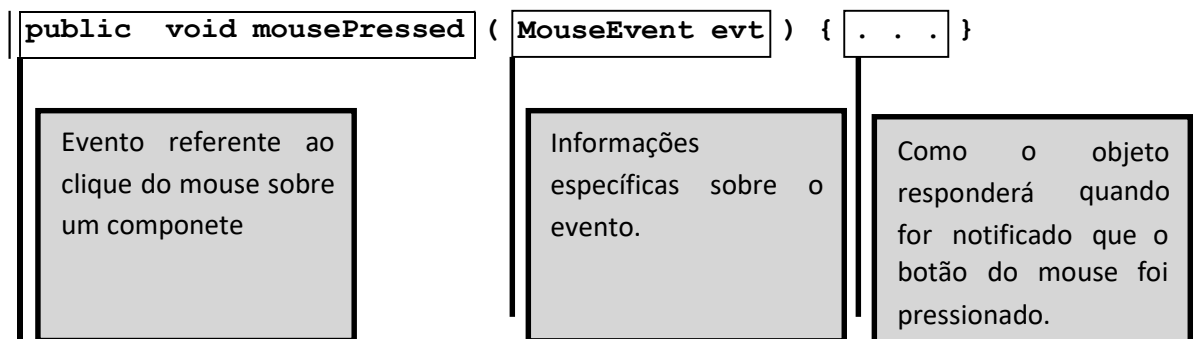 public void mousePressed ( MouseEvent evt ) { . . . }
Evento referente ao
clique do mouse sobre
um componete
Informações
específicas sobre o
evento.
Como o objeto
responderá quando
for notificado que o
botão do mouse foi
pressionado.